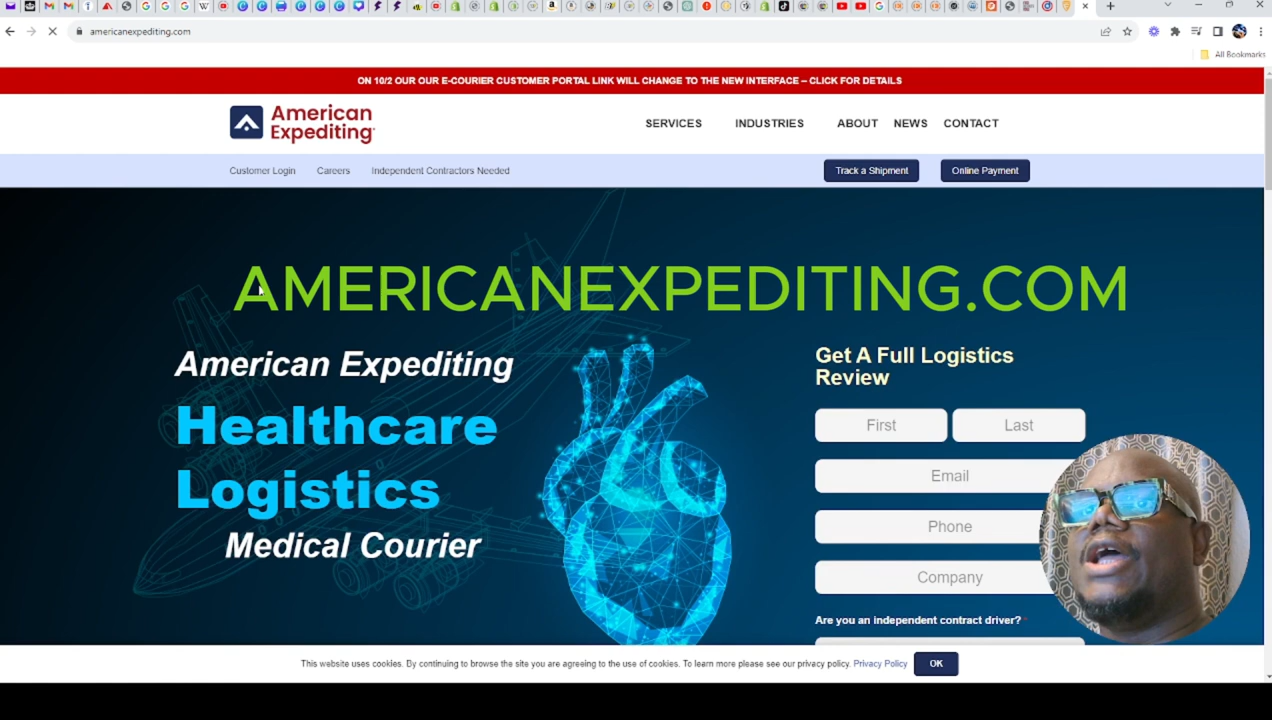 americanexpediting.com
All Bookmarks
ON 10/2 OUR OUR E-COURIER CUSTOMER PORTAL LINK WILL CHANGE TO THE NEW INTERFACE – CLICK FOR DETAILS
American
Expediting
SERVICES INDUSTRIES ABOUT NEWS CONTACT
Customer Login Careers Independent Contractors Needed Track a Shipment Online Payment
AMERICANEXPEDITING.COM
American Expediting
Healthcare
Logistics
Medical Courier
Get A Full Logistics
Review
First Last
Email
Phone
Company
Are you an independent contract driver?*
This website uses cookies. By continuing to browse the site you are agreeing to the use of cookies. To learn more please see our privacy policy. Privacy Policy OK